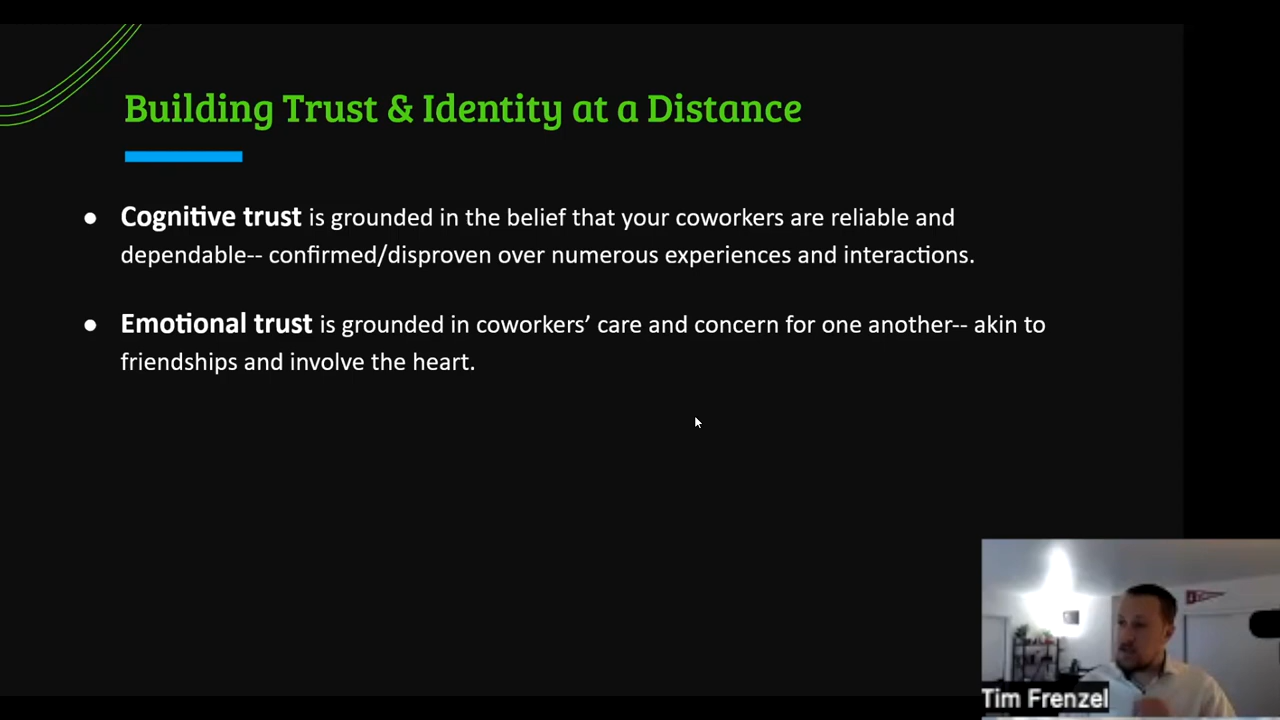 Building Trust & Identity at a Distance
● Cognitive trust is grounded in the belief that your coworkers are reliable and
dependable-- confirmed/disproven over numerous experiences and interactions.
● Emotional trust is grounded in coworkers’ care and concern for one another-- akin to
friendships and involve the heart.
Tim Frenzel